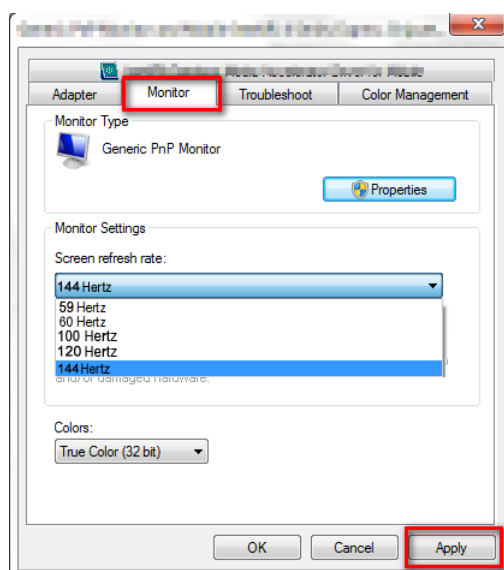 Adapter
Monitor
Troubleshoot
Color Management
Monitor Type
Generic PnP Monitor
Properties
Monitor Settings
Screen refresh rate:
144 Hertz
59 Hertz
60 Hertz
100 Hertz
120 Hertz
144 Hertz
and/or damaged hardware.
Colors:
True Color (32 bit)
OK
Cancel
Apply